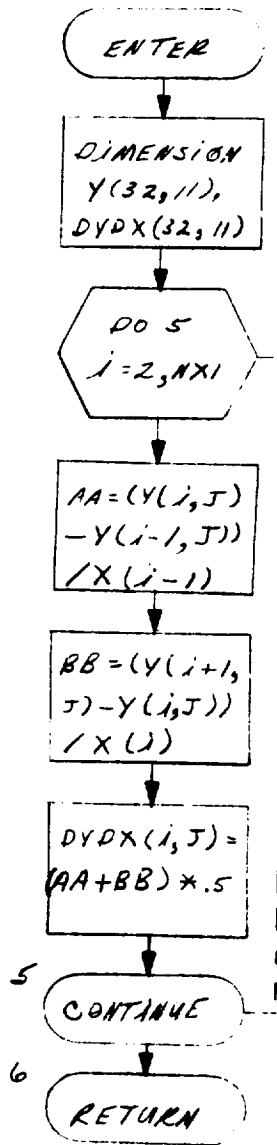 ENTER
DIMENSION
Y(32,11),
DYDX(32,11)
DO 5
i=2,NX1
AA=(Y(i,J)
-Y(i-1,J))
/X(i-1)
BB=(Y(i+1,
J)-Y(i,J))
/X(i)
DYDX(i,J)=
(AA+BB)*.5
5
CONTINUE
6
RETURN